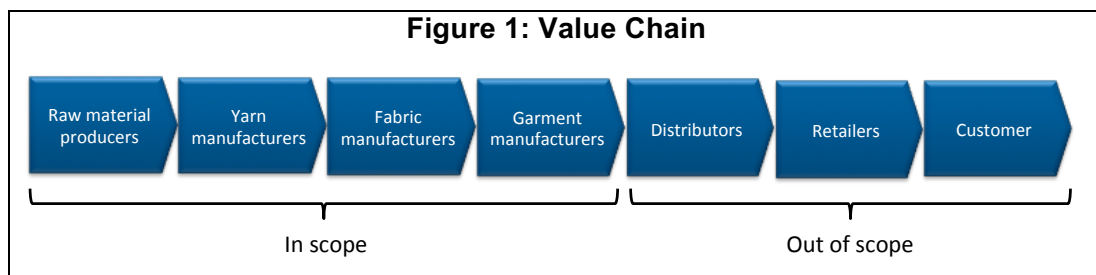 Figure 1: Value Chain
Raw material
producers
Yarn
manufacturers
Fabric
manufacturers
Garment
manufacturers
Distributors
Retailers
Customer
In scope
Out of scope